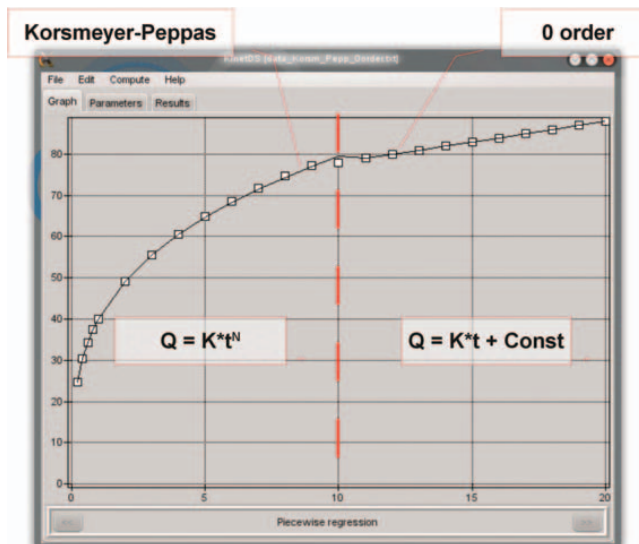 Korsmeyer-Peppas
0 order
File Edit Compute Help
Graph Parameters Results
80
70
60
50
40
30
20
10
0
Q = K*t^N
Q = K*t + Const
0 5 10 15 20
<< Piecewise regression >>